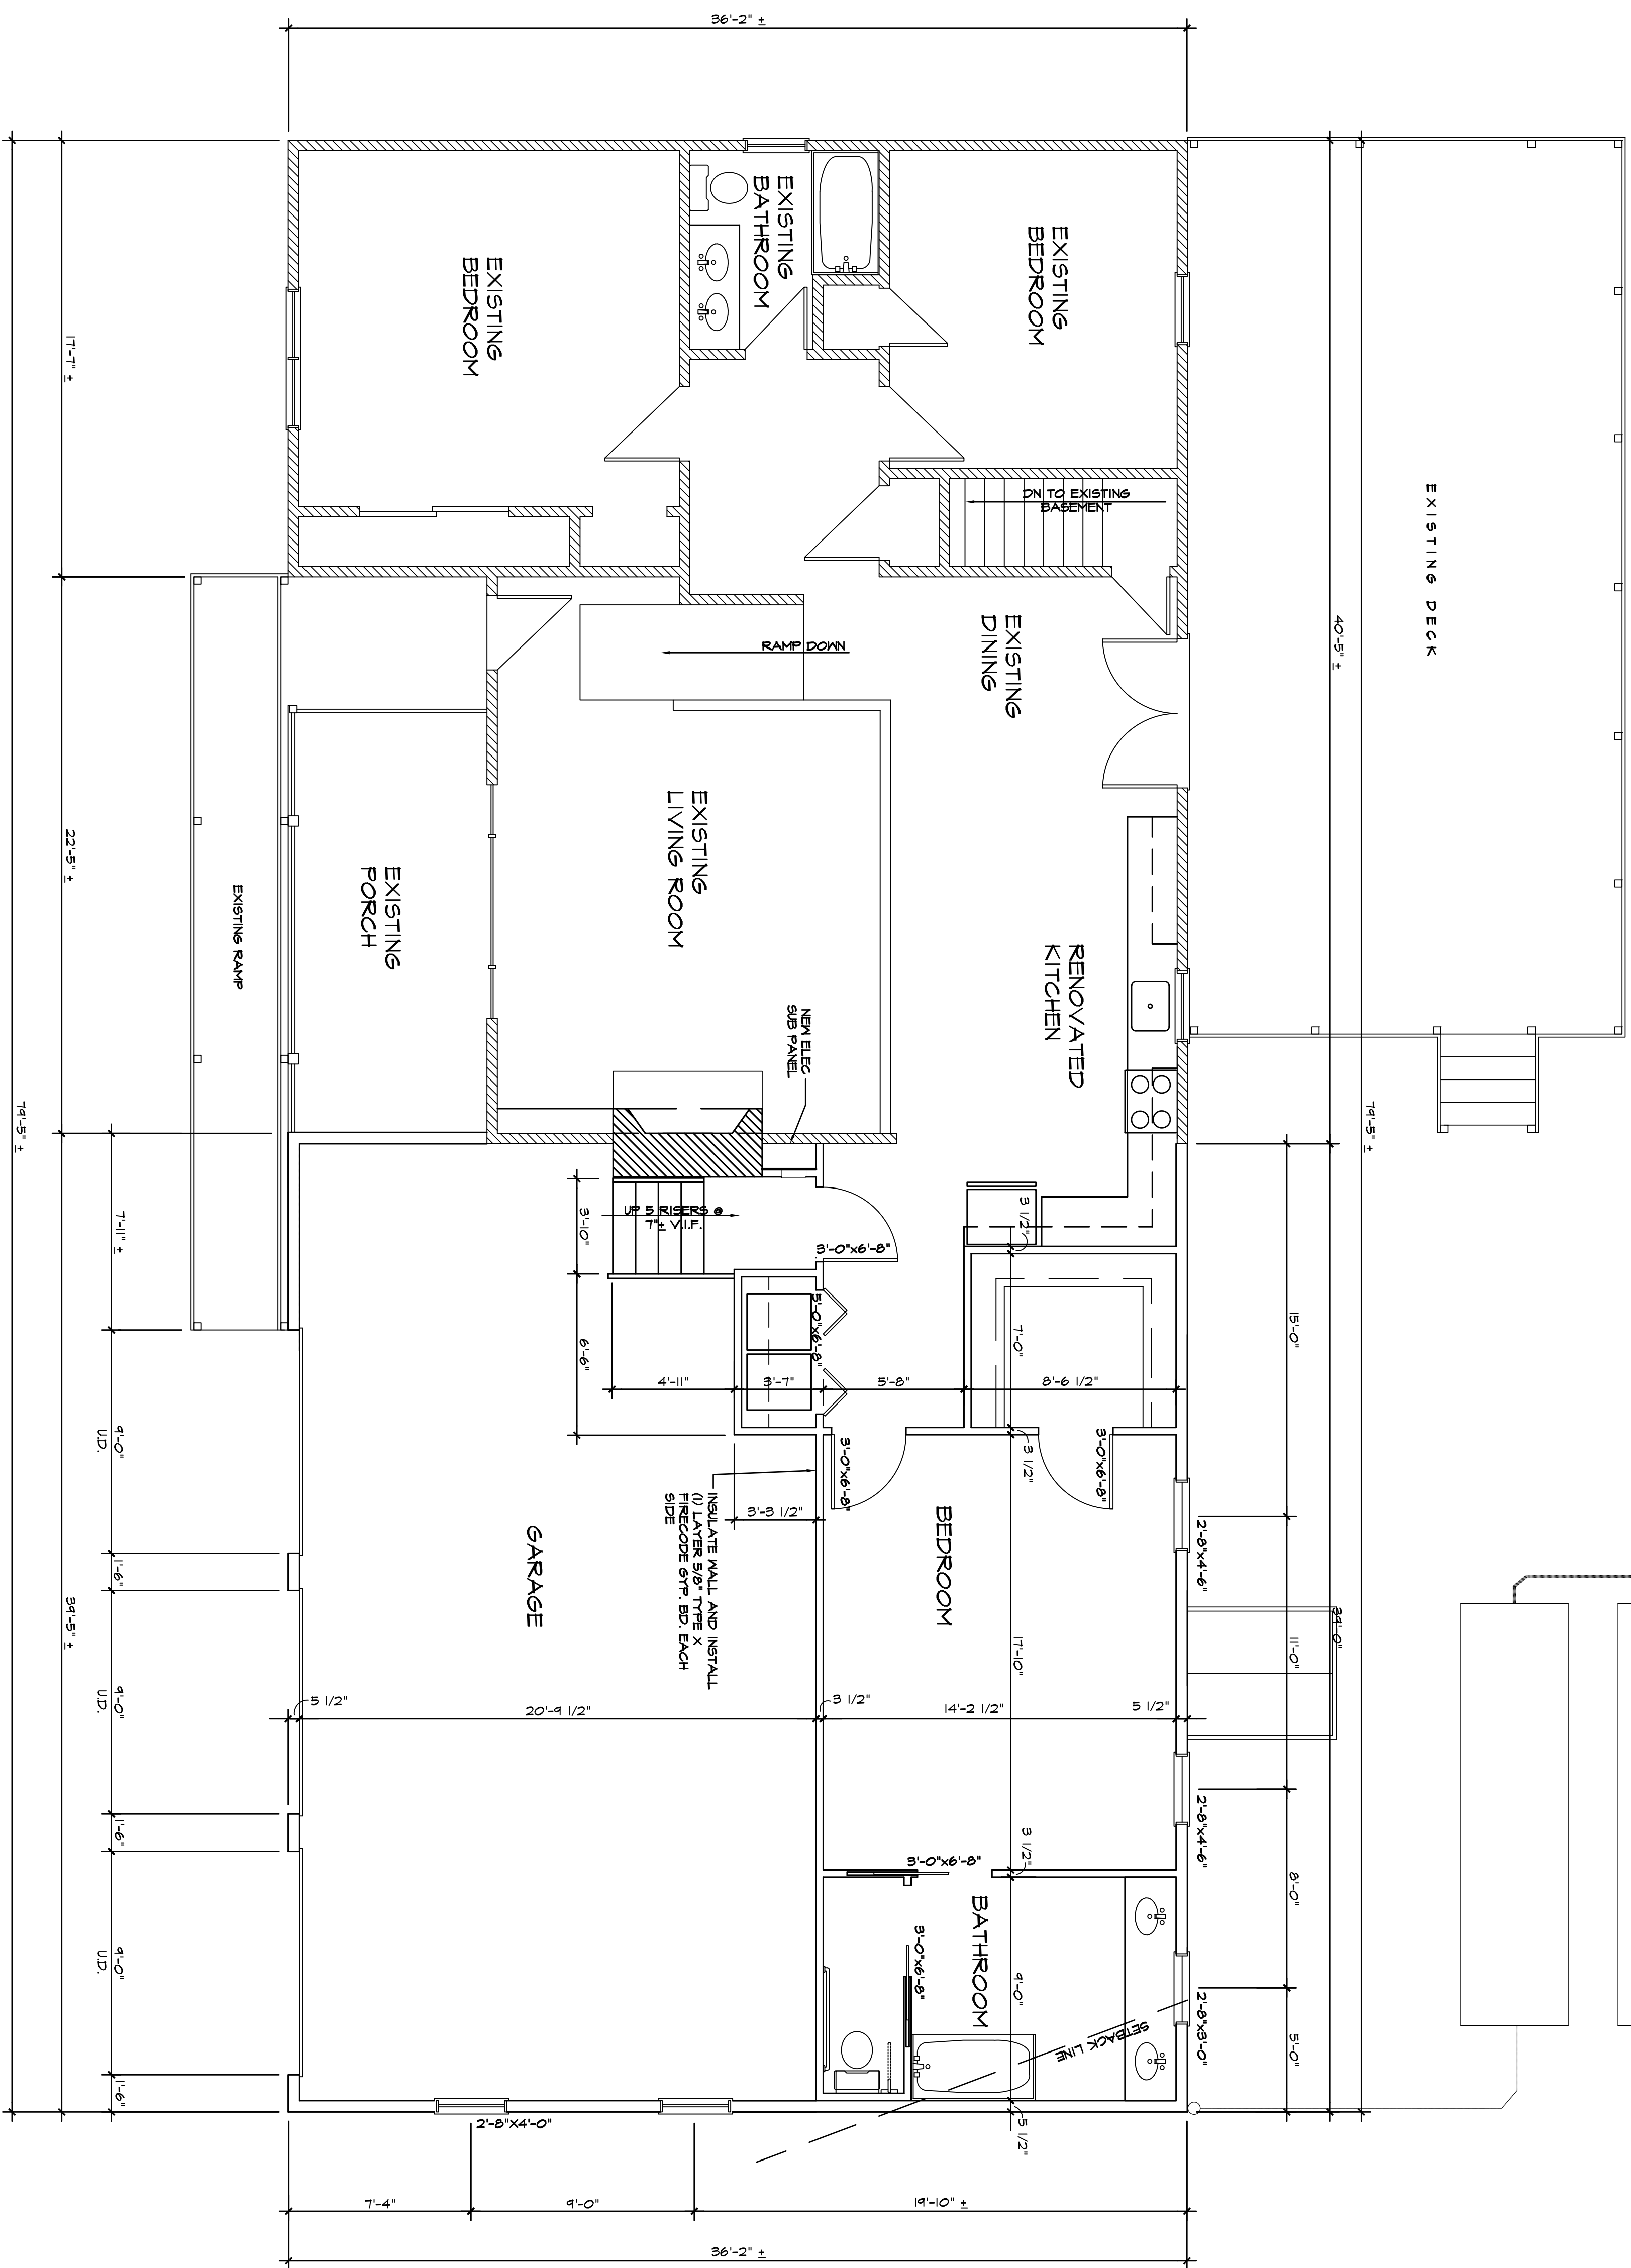 36'-2" ±
EXISTING
BEDROOM
EXISTING
BATHROOM
EXISTING
BEDROOM
DN TO EXISTING
BASEMENT
EXISTING DECK
17'-7" ±
40'-5" ±
RAMP DOWN
EXISTING
DINING
EXISTING
LIVING ROOM
EXISTING
PORCH
EXISTING RAMP
22'-5" ±
RENOVATED
KITCHEN
NEW ELEC
SUB PANEL
79'-5" ±
79'-5" ±
7'-11" ±
3'-10"
UP 5 RISERS @
7"± V.I.F.
3'-0"x6'-8"
3 1/2"
15'-0"
6'-6"
5'-0"x6'-8"
7'-0"
4'-11"
3'-7"
5'-8"
8'-6 1/2"
9'-0"
U.D.
3'-0"x6'-8"
3 1/2"
3'-0"x6'-8"
3'-3 1/2"
INSULATE WALL AND INSTALL
(1) LAYER 5/8" TYPE X
FIRECODE GYP. BD. EACH
SIDE
GARAGE
BEDROOM
2'-8"x4'-6"
1'-6"
39'-5" ±
17'-10"
11'-0"
39'-0"
9'-0"
U.D.
5 1/2"
20'-9 1/2"
3 1/2"
14'-2 1/2"
5 1/2"
1'-6"
3 1/2"
2'-8"x4'-6"
3'-0"x6'-8"
8'-0"
BATHROOM
3'-0"x6'-8"
9'-0"
9'-0"
U.D.
SETBACK LINE
2'-8"x3'-0"
5'-0"
1'-6"
2'-8"X4'-0"
5 1/2"
7'-4"
9'-0"
19'-10" ±
36'-2" ±